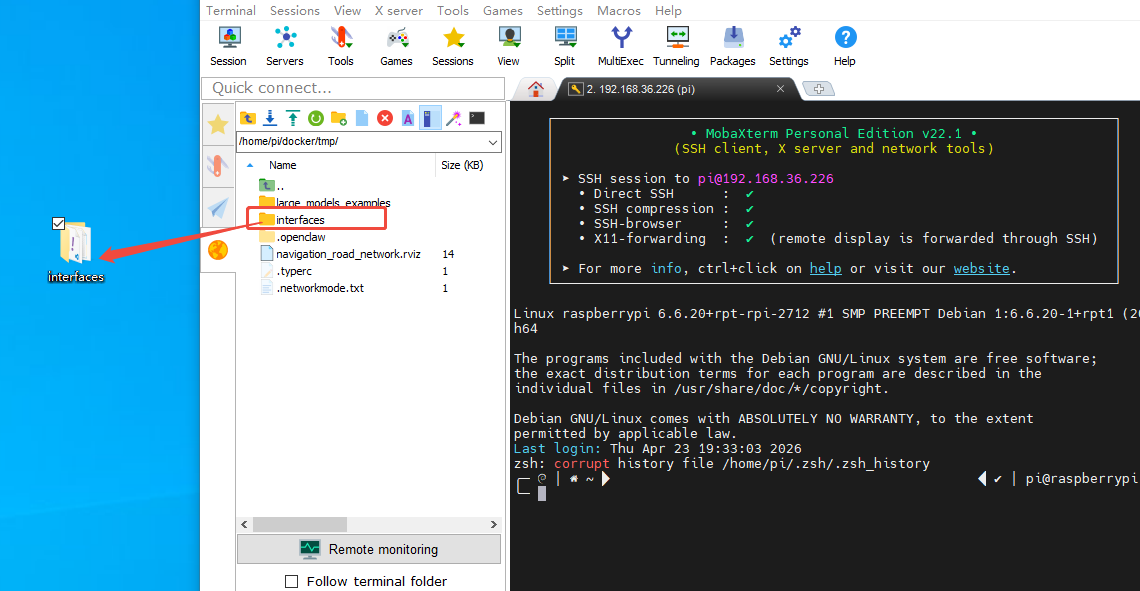 Terminal Sessions View X server Tools Games Settings Macros Help
Session Servers Tools Games Sessions View Split MultiExec Tunneling Packages Settings Help
Quick connect...
2. 192.168.36.226 (pi)
/home/pi/docker/tmp/
Name Size (KB)
..
large_models_examples
interfaces
.openclaw
navigation_road_network.rviz 14
.typerc 1
.networkmode.txt 1
Remote monitoring
Follow terminal folder
interfaces
• MobaXterm Personal Edition v22.1 •
(SSH client, X server and network tools)
➤ SSH session to pi@192.168.36.226
• Direct SSH : ✔
• SSH compression : ✔
• SSH-browser : ✔
• X11-forwarding : ✔ (remote display is forwarded through SSH)
➤ For more info, ctrl+click on help or visit our website.
Linux raspberrypi 6.6.20+rpt-rpi-2712 #1 SMP PREEMPT Debian 1:6.6.20-1+rpt1 (2
h64
The programs included with the Debian GNU/Linux system are free software;
the exact distribution terms for each program are described in the
individual files in /usr/share/doc/*/copyright.
Debian GNU/Linux comes with ABSOLUTELY NO WARRANTY, to the extent
permitted by applicable law.
Last login: Thu Apr 23 19:33:03 2026
zsh: corrupt history file /home/pi/.zsh/.zsh_history
~ ✔ pi@raspberrypi